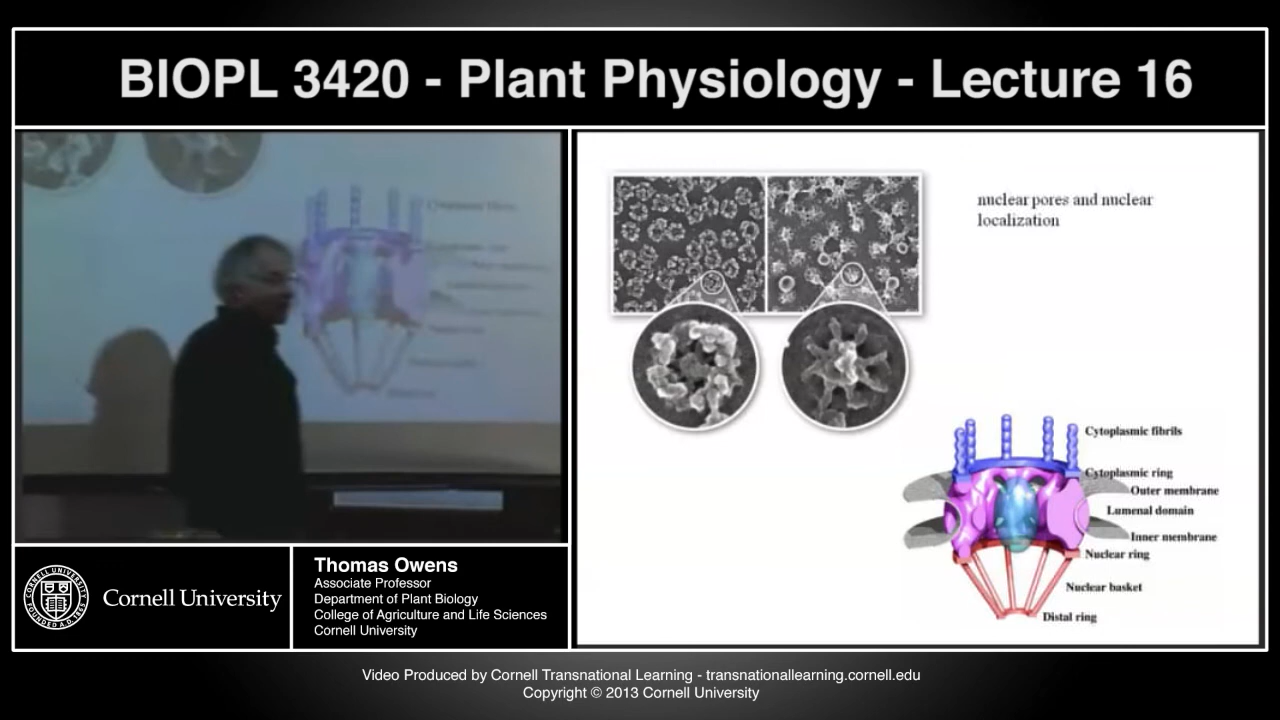 BIOPL 3420 - Plant Physiology - Lecture 16
nuclear pores and nuclear
localization
Cytoplasmic fibrils
Cytoplasmic ring
Outer membrane
Lumenal domain
Inner membrane
Nuclear ring
Nuclear basket
Distal ring
Cornell University
Thomas Owens
Associate Professor
Department of Plant Biology
College of Agriculture and Life Sciences
Cornell University
Video Produced by Cornell Transnational Learning - transnationallearning.cornell.edu
Copyright © 2013 Cornell University